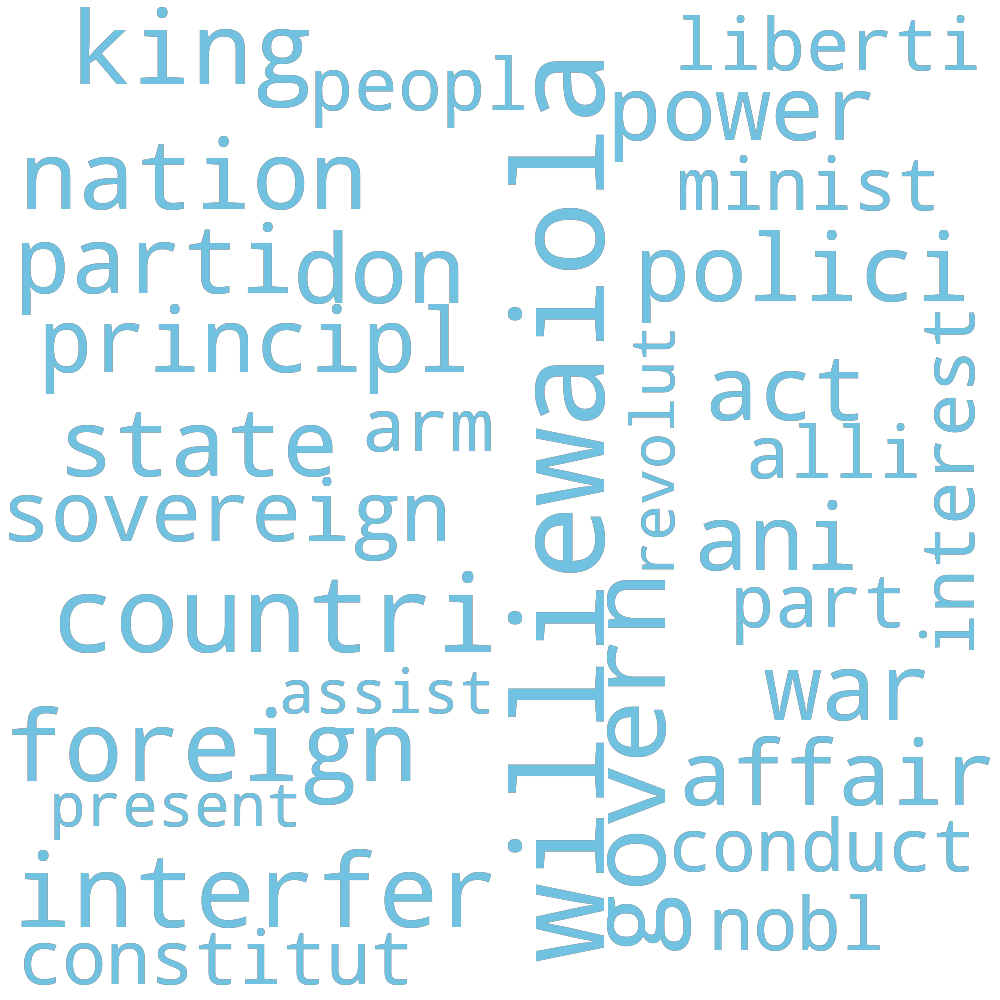 king
peopl
liberti
power
nation
minist
parti
don
polici
principl
williewaiola
revolut
interest
act
state
arm
alli
sovereign
ani
countri
govern
part
assist
war
foreign
affair
present
conduct
interfer
nobl
constitut